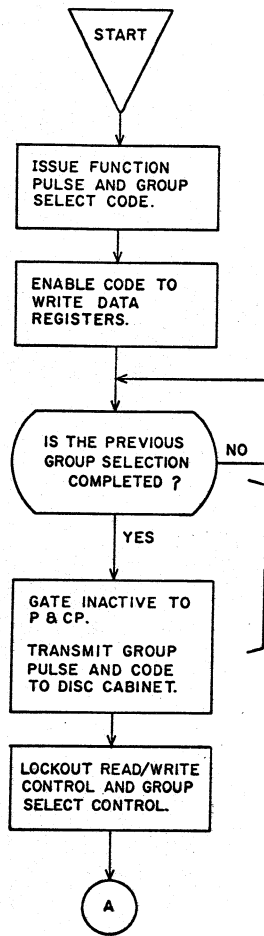 START
ISSUE FUNCTION
PULSE AND GROUP
SELECT CODE.
ENABLE CODE TO
WRITE DATA
REGISTERS.
IS THE PREVIOUS
GROUP SELECTION
COMPLETED ?
NO
YES
GATE INACTIVE TO
P & CP.
TRANSMIT GROUP
PULSE AND CODE
TO DISC CABINET.
LOCKOUT READ/WRITE
CONTROL AND GROUP
SELECT CONTROL.
A